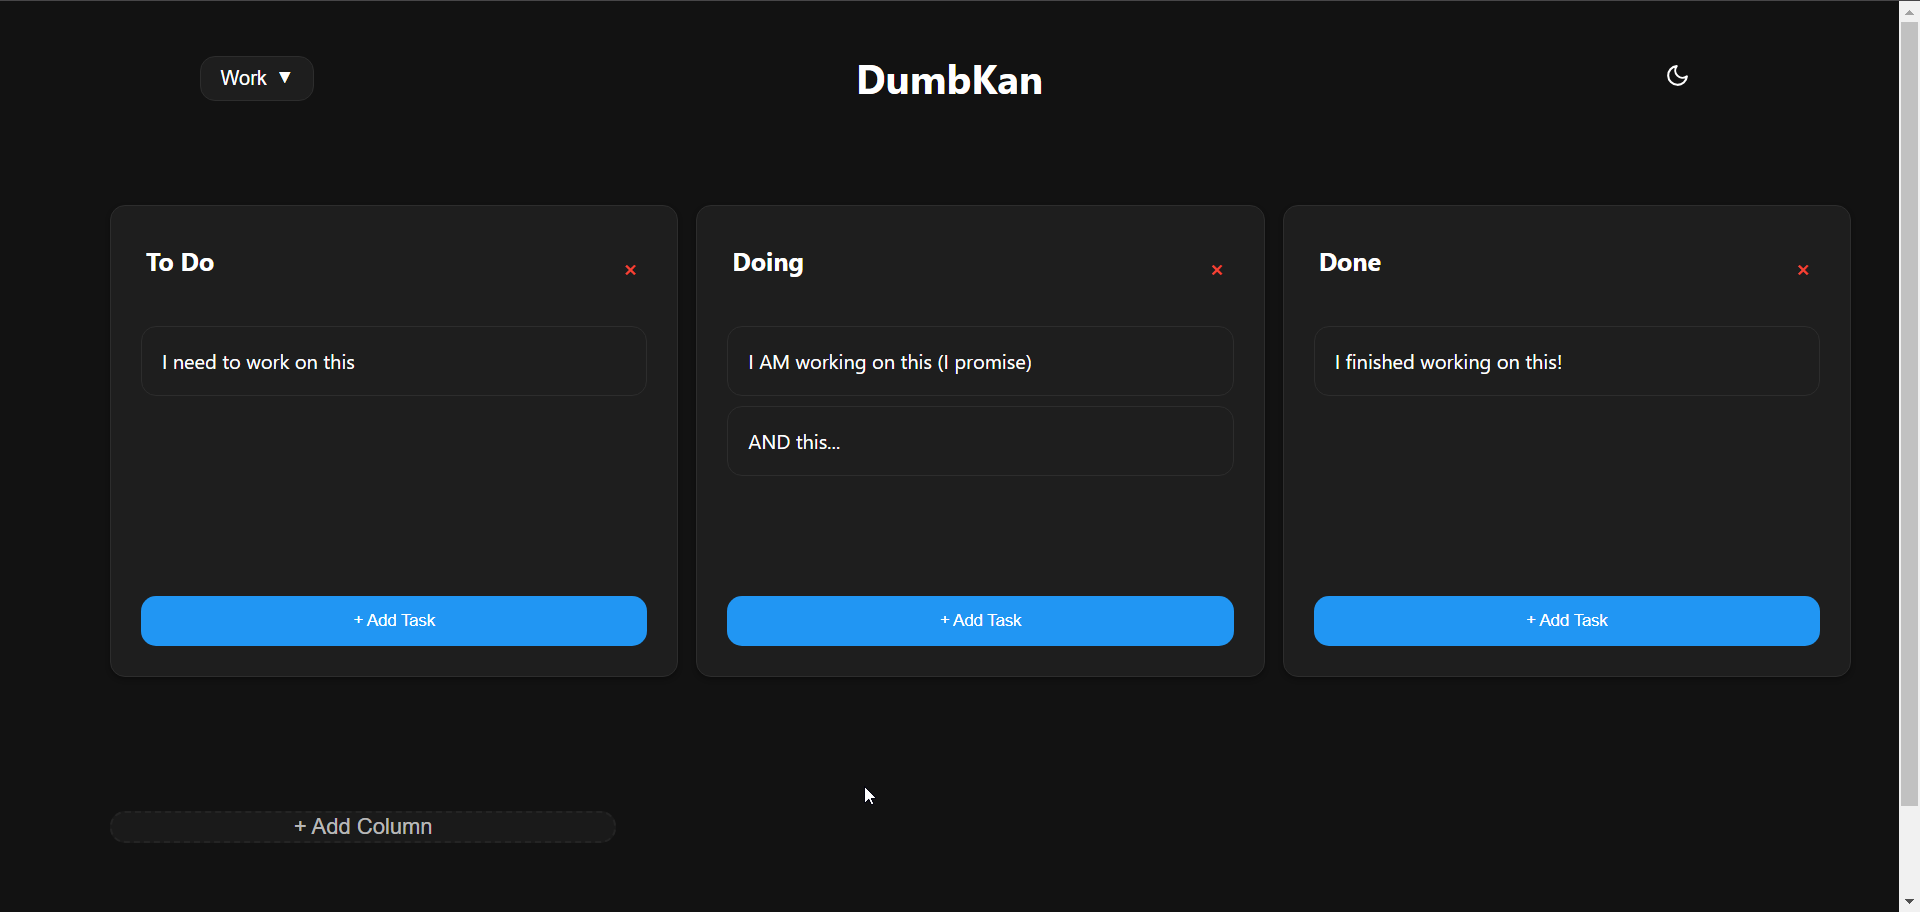 Work ▼
DumbKan
To Do ×
I need to work on this
+ Add Task
Doing ×
I AM working on this (I promise)
AND this...
+ Add Task
Done ×
I finished working on this!
+ Add Task
+ Add Column